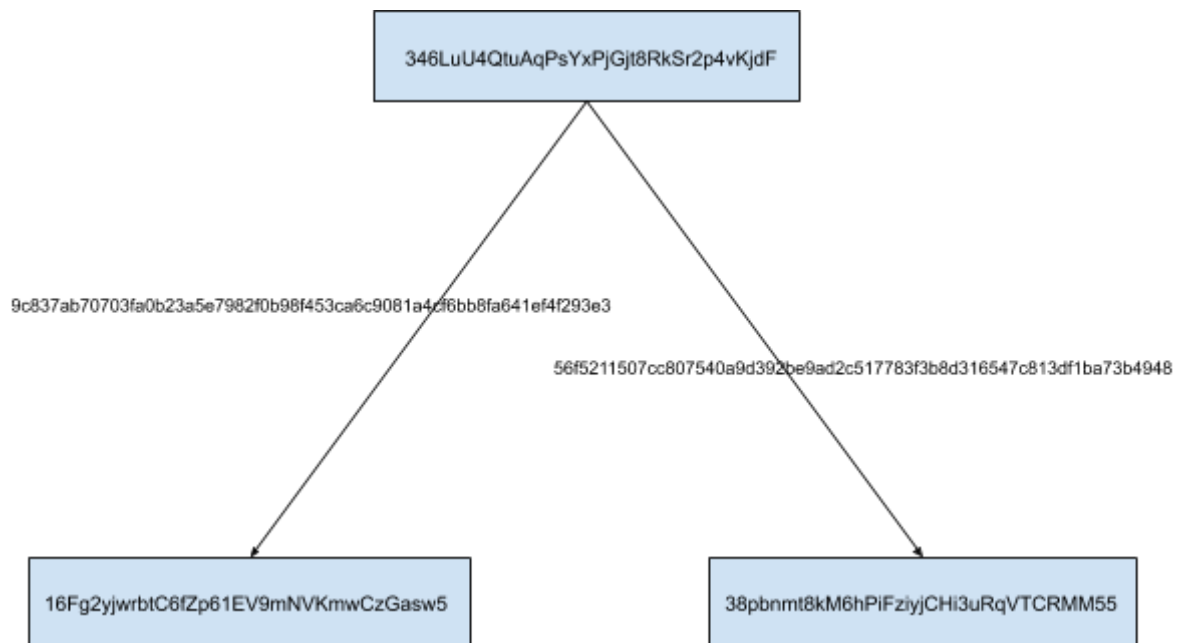 346LuU4QtuAqPsYxPjGjt8RkSr2p4vKjdF
9c837ab70703fa0b23a5e7982f0b98f453ca6c9081a4cf6bb8fa641ef4f293e3
56f5211507cc807540a9d392be9ad2c517783f3b8d316547c813df1ba73b4948
16Fg2yjwrbtC6fZp61EV9mNVKmwCzGasw5
38pbnmt8kM6hPiFziyjCHi3uRqVTCRMM55